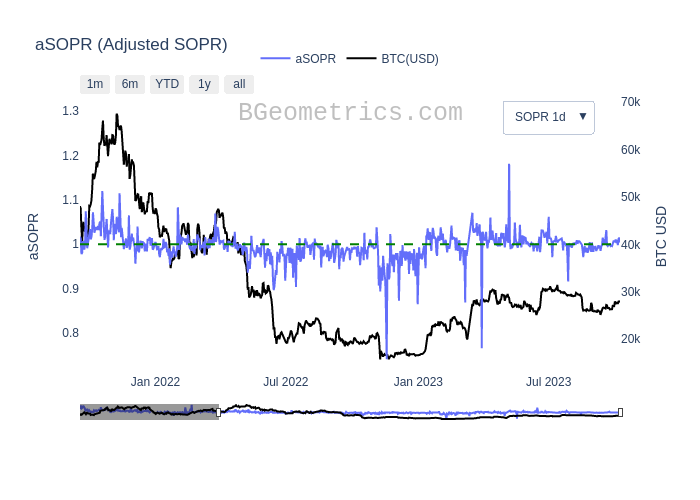 aSOPR (Adjusted SOPR)
aSOPR BTC(USD)
1m 6m YTD 1y all
BGeometrics.com
SOPR 1d ▼
1.3
1.2
1.1
1
0.9
0.8
aSOPR
70k
60k
50k
40k
30k
20k
BTC USD
Jan 2022 Jul 2022 Jan 2023 Jul 2023